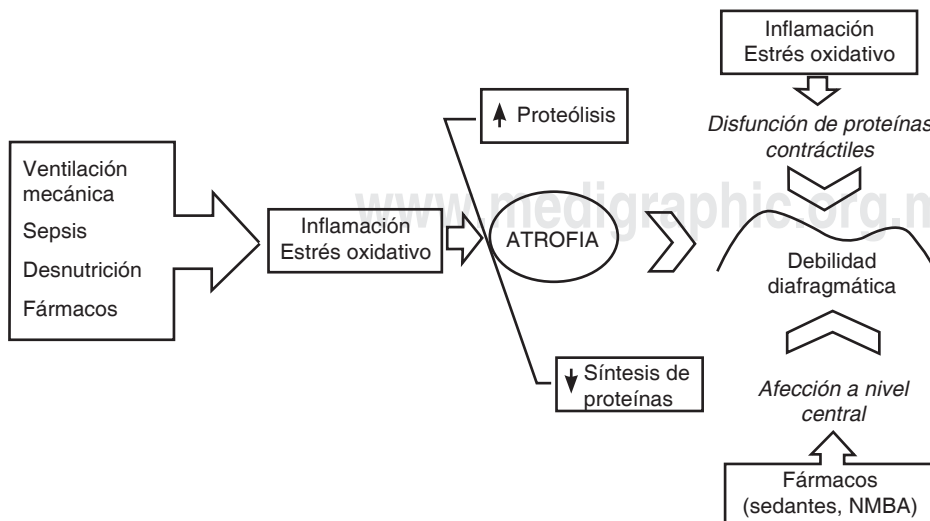 Ventilación
mecánica
Sepsis
Desnutrición
Fármacos
Inflamación
Estrés oxidativo
Proteólisis
ATROFIA
Síntesis de
proteínas
Inflamación
Estrés oxidativo
Disfunción de proteínas
contráctiles
www.medigraphic.org.m
Debilidad
diafragmática
Afección a nivel
central
Fármacos
(sedantes, NMBA)